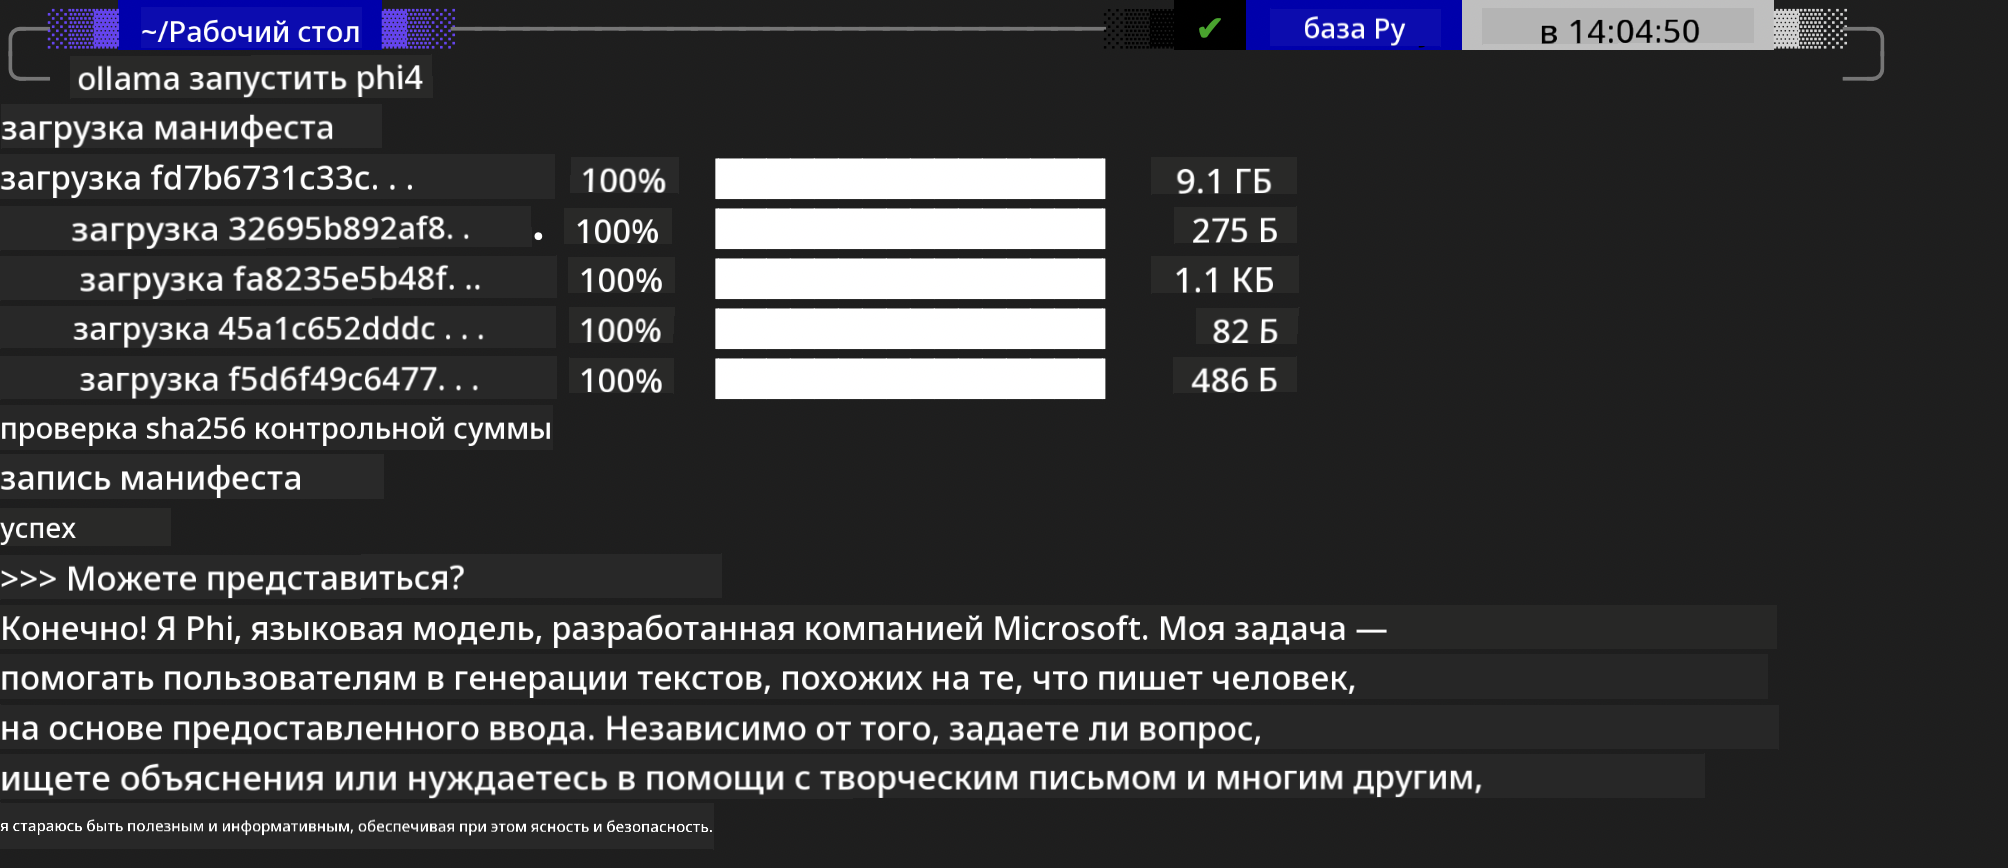 ~/Рабочий стол ✔ база Py в 14:04:50
ollama запустить phi4
загрузка манифеста
загрузка fd7b6731c33c. . . 100% 9.1 ГБ
загрузка 32695b892af8. . . 100% 275 Б
загрузка fa8235e5b48f. .. 100% 1.1 КБ
загрузка 45a1c652dddc . . . 100% 82 Б
загрузка f5d6f49c6477. . . 100% 486 Б
проверка sha256 контрольной суммы
запись манифеста
успех
>>> Можете представиться?
Конечно! Я Phi, языковая модель, разработанная компанией Microsoft. Моя задача —
помогать пользователям в генерации текстов, похожих на те, что пишет человек,
на основе предоставленного ввода. Независимо от того, задаете ли вопрос,
ищете объяснения или нуждаетесь в помощи с творческим письмом и многим другим,
я стараюсь быть полезным и информативным, обеспечивая при этом ясность и безопасность.